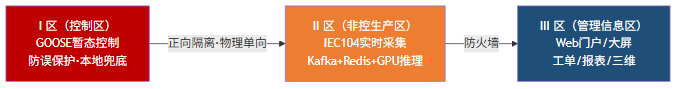 I 区（控制区）
GOOSE暂态控制
防误保护·本地兜底
正向隔离·物理单向
II 区（非控生产区）
IEC104实时采集
Kafka+Redis+GPU推理
防火墙
III 区（管理信息区）
Web门户/大屏
工单/报表/三维